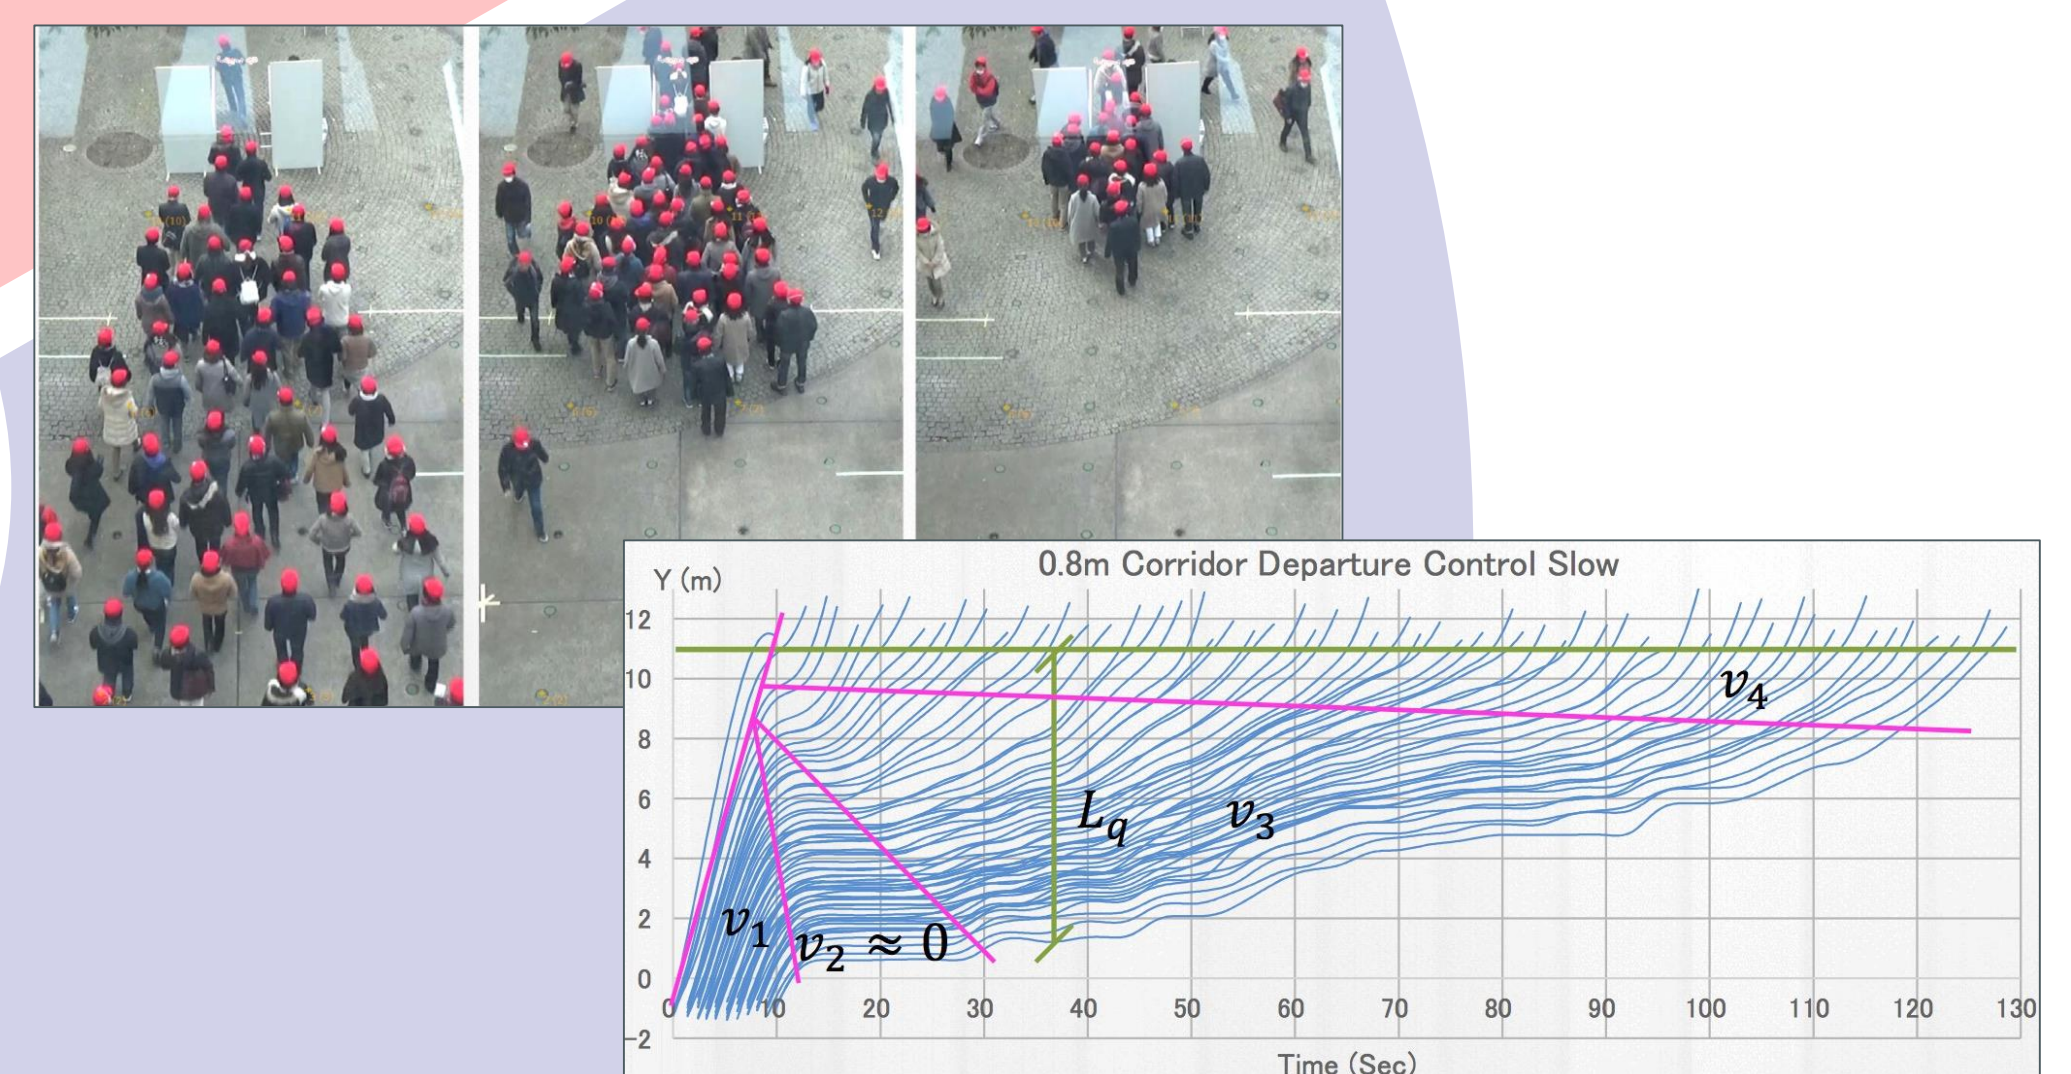 0.8m Corridor Departure Control Slow
Y (m)
12
10
8
6
4
2
0
-2
v₁
v₂ ≈ 0
L_q
v₃
v₄
0 10 20 30 40 50 60 70 80 90 100 110 120 130
Time (Sec)